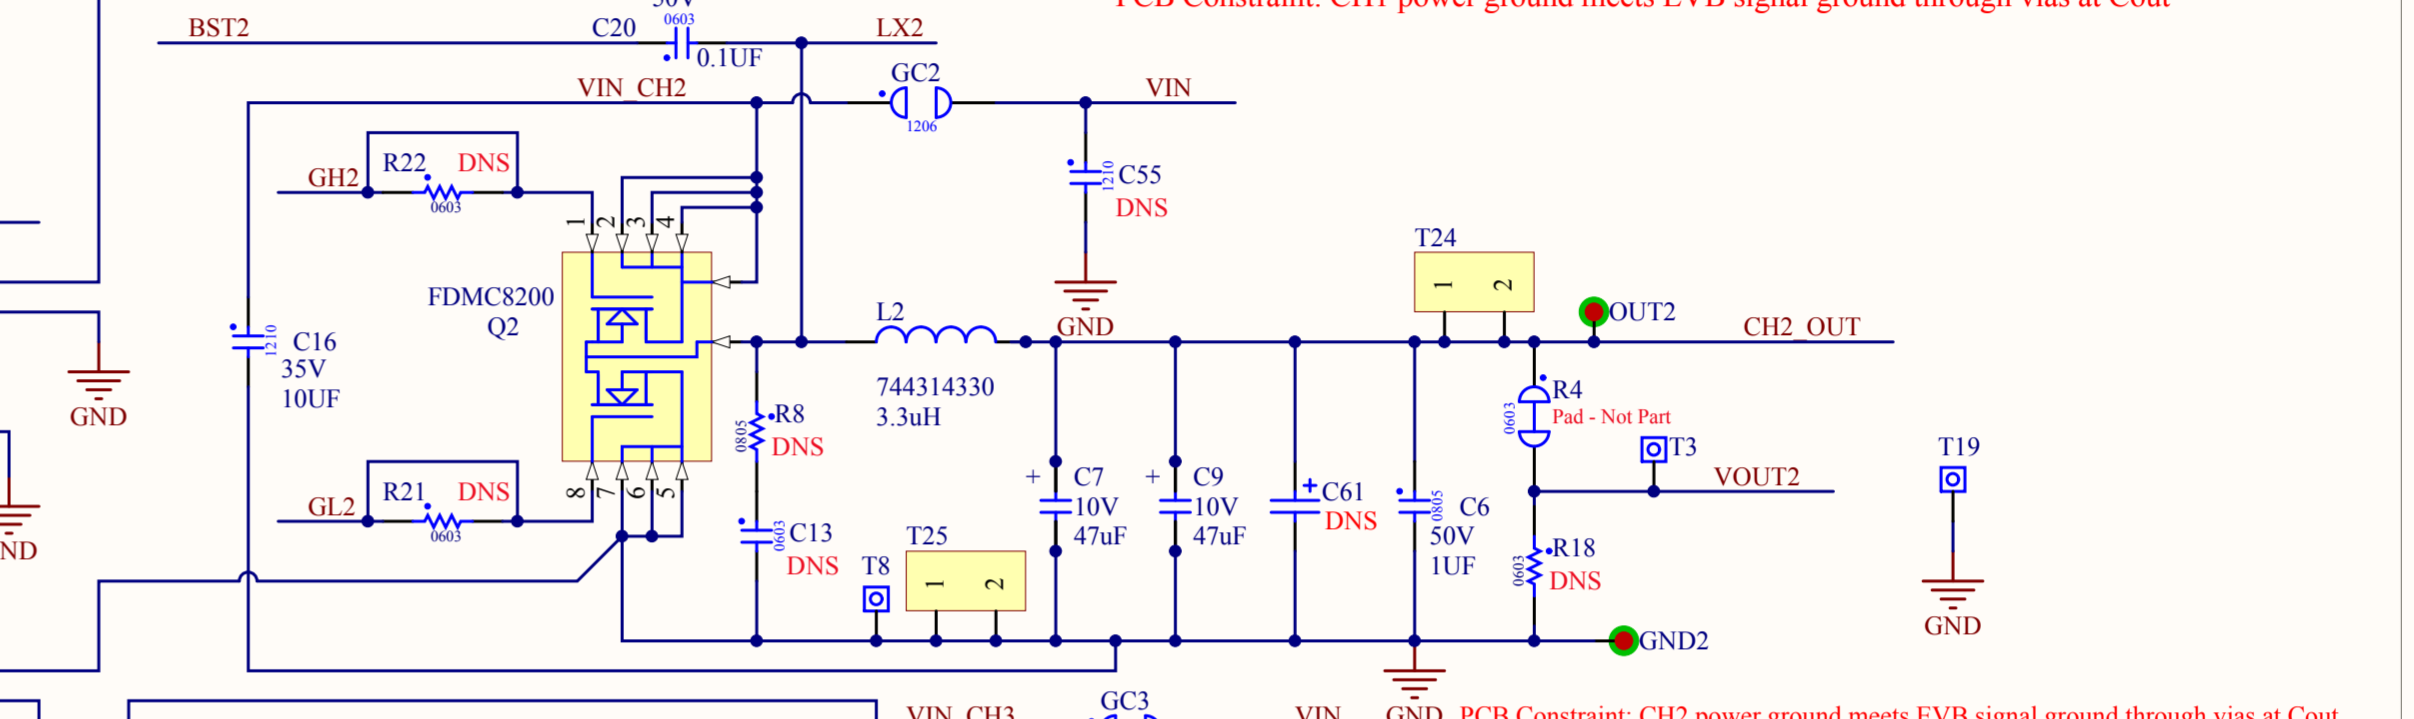 PCB Constraint: CH1 power ground meets EVB signal ground through vias at Cout
50V
BST2
C20
0603
0.1UF
LX2
VIN_CH2
GC2
1206
VIN
R22
DNS
GH2
0603
C55
1210
DNS
GND
1
2
3
4
FDMC8200
Q2
8
7
6
5
C16
1210
35V
10UF
GND
L2
744314330
3.3uH
T24
1
2
OUT2
CH2_OUT
R8
0805
DNS
R4
0603
Pad - Not Part
T3
VOUT2
T19
GND
R21
DNS
GL2
0603
C13
0603
DNS
T8
T25
1
2
+
C7
10V
47uF
+
C9
10V
47uF
+
C61
DNS
C6
0805
50V
1UF
R18
0603
DNS
GND2
ND
VIN_CH3
GC3
VIN
GND
PCB Constraint: CH2 power ground meets EVB signal ground through vias at Cout